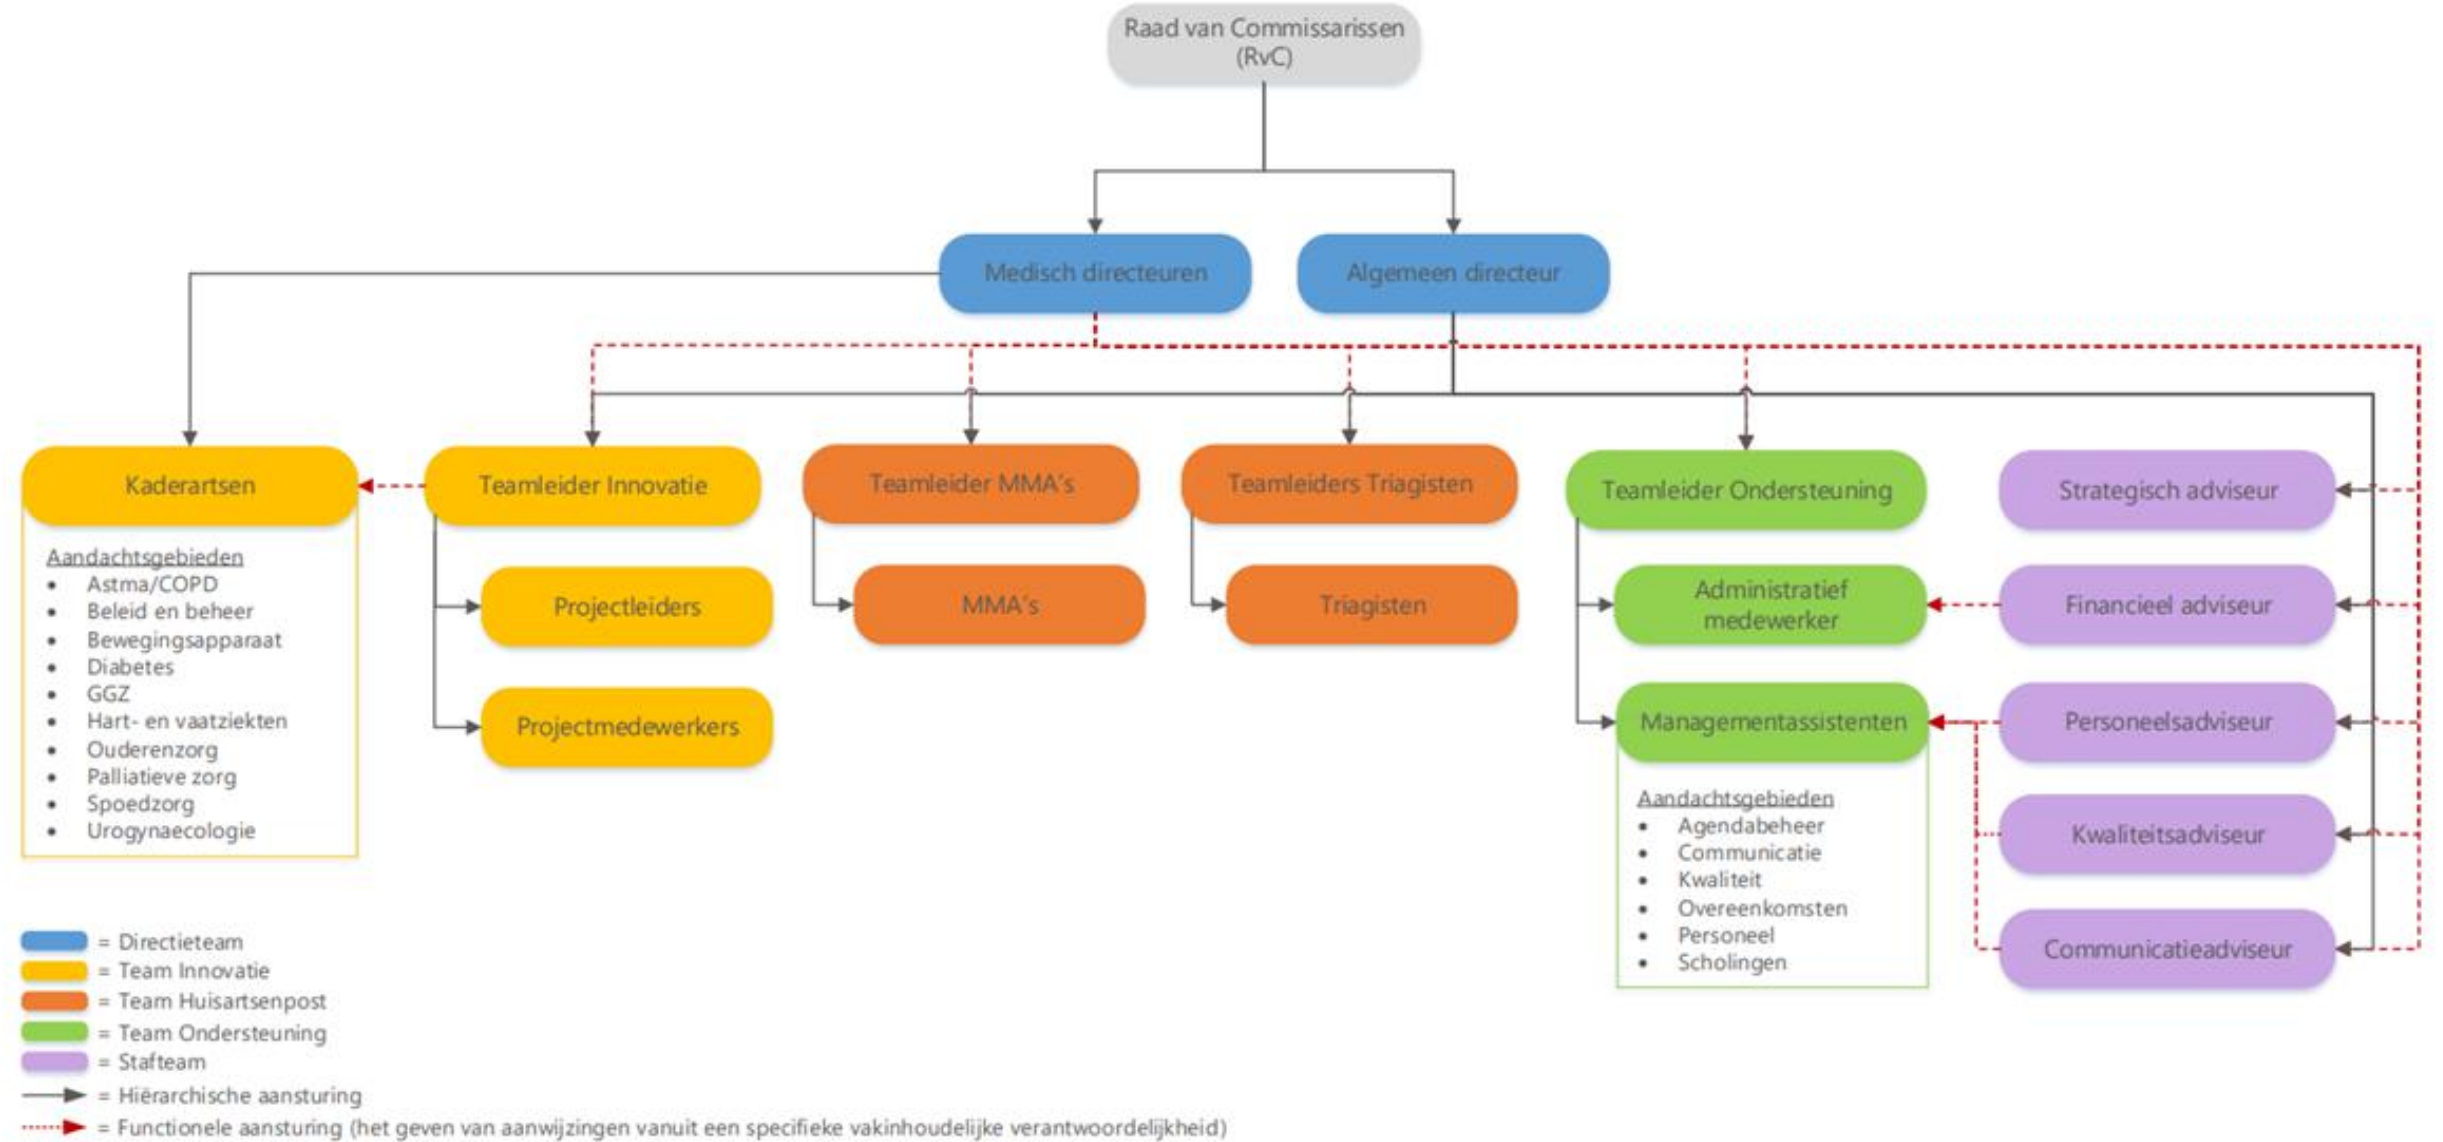 Raad van Commissarissen
(RvC)
Medisch directeuren
Algemeen directeur
Kaderartsen
Teamleider Innovatie
Teamleider MMA's
Teamleiders Triagisten
Teamleider Ondersteuning
Strategisch adviseur
Aandachtsgebieden
• Astma/COPD
• Beleid en beheer
• Bewegingsapparaat
• Diabetes
• GGZ
• Hart- en vaatziekten
• Ouderenzorg
• Palliatieve zorg
• Spoedzorg
• Urogynaecologie
Projectleiders
Projectmedewerkers
MMA's
Triagisten
Administratief
medewerker
Managementassistenten
Aandachtsgebieden
• Agendabeheer
• Communicatie
• Kwaliteit
• Overeenkomsten
• Personeel
• Scholingen
Financieel adviseur
Personeelsadviseur
Kwaliteitsadviseur
Communicatieadviseur
= Directieteam
= Team Innovatie
= Team Huisartsenpost
= Team Ondersteuning
= Stafteam
= Hiërarchische aansturing
= Functionele aansturing (het geven van aanwijzingen vanuit een specifieke vakinhoudelijke verantwoordelijkheid)